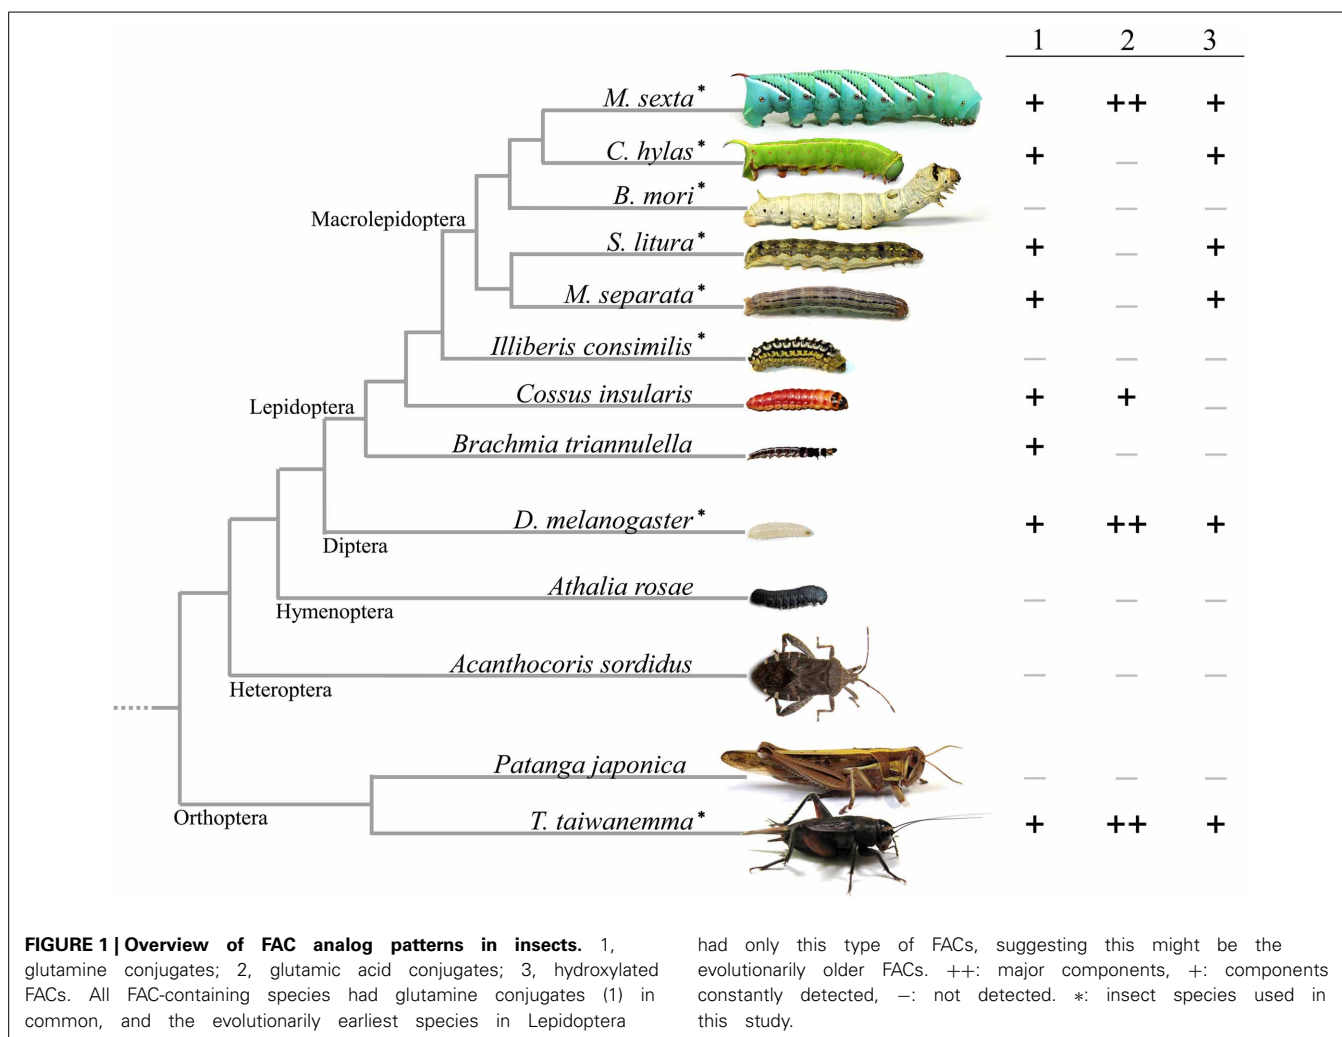 1 2 3
M. sexta* + ++ +
C. hylas* + — +
Macrolepidoptera
B. mori* — — —
S. litura* + — +
M. separata* + — +
Illiberis consimilis* — — —
Lepidoptera
Cossus insularis + + —
Brachmia triannulella + — —
D. melanogaster* + ++ +
Diptera
Athalia rosae — — —
Hymenoptera
Acanthocoris sordidus — — —
Heteroptera
Patanga japonica — — —
Orthoptera
T. taiwanemma* + ++ +
FIGURE 1 | Overview of FAC analog patterns in insects. 1,
glutamine conjugates; 2, glutamic acid conjugates; 3, hydroxylated
FACs. All FAC-containing species had glutamine conjugates (1) in
common, and the evolutionarily earliest species in Lepidoptera
had only this type of FACs, suggesting this might be the
evolutionarily older FACs. ++: major components, +: components
constantly detected, −: not detected. *: insect species used in
this study.